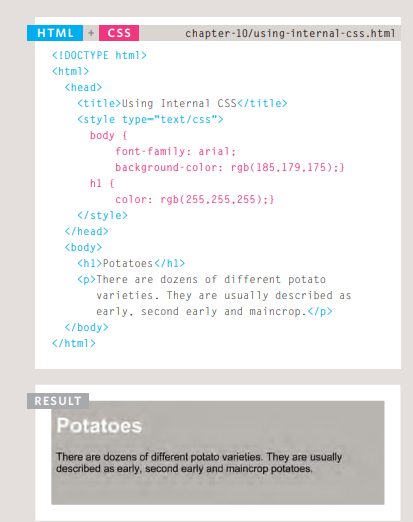 HTML + CSS chapter-10/using-internal-css.html
<!DOCTYPE html>
<html>
<head>
<title>Using Internal CSS</title>
<style type="text/css">
body {
font-family: arial;
background-color: rgb(185,179,175);}
h1 {
color: rgb(255,255,255);}
</style>
</head>
<body>
<h1>Potatoes</h1>
<p>There are dozens of different potato
varieties. They are usually described as
early, second early and maincrop.</p>
</body>
</html>
RESULT
Potatoes
There are dozens of different potato varieties. They are usually
described as early, second early and maincrop potatoes.